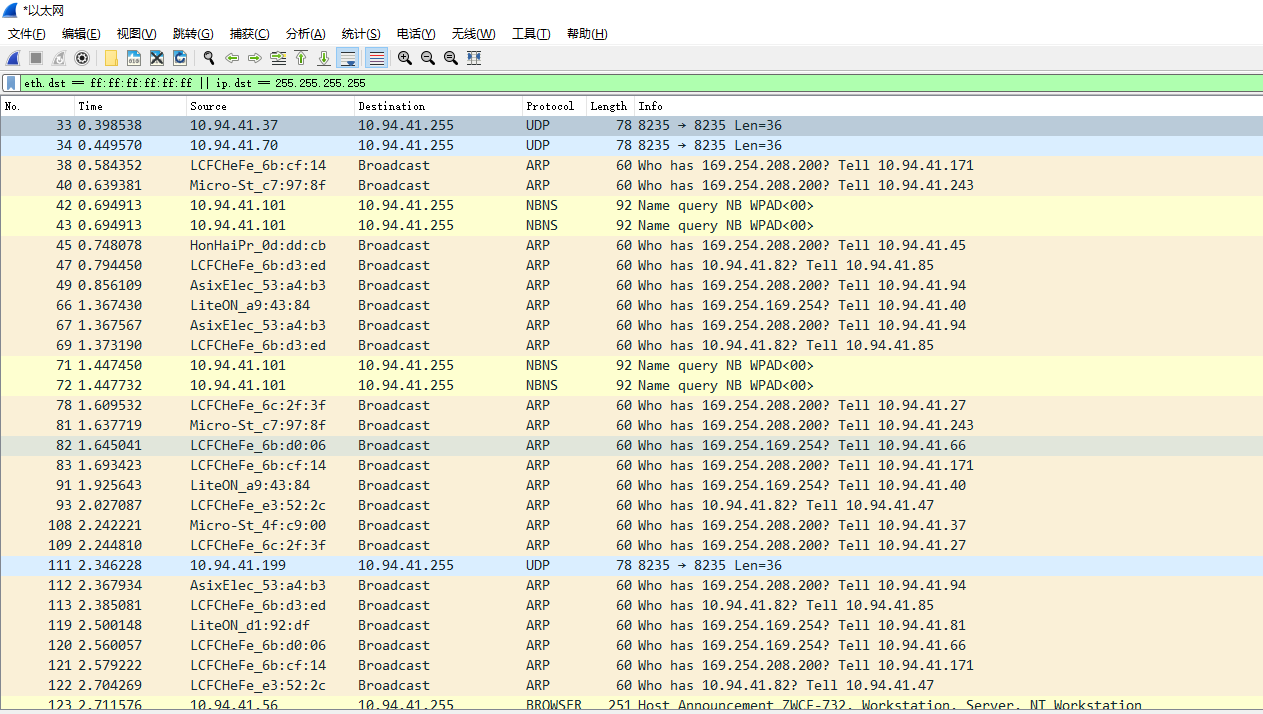 *以太网
文件(F) 编辑(E) 视图(V) 跳转(G) 捕获(C) 分析(A) 统计(S) 电话(Y) 无线(W) 工具(T) 帮助(H)
eth.dst == ff:ff:ff:ff:ff:ff || ip.dst == 255.255.255.255
No. Time Source Destination Protocol Length Info
33 0.398538 10.94.41.37 10.94.41.255 UDP 78 8235 → 8235 Len=36
34 0.449570 10.94.41.70 10.94.41.255 UDP 78 8235 → 8235 Len=36
38 0.584352 LCFCHeFe_6b:cf:14 Broadcast ARP 60 Who has 169.254.208.200? Tell 10.94.41.171
40 0.639381 Micro-St_c7:97:8f Broadcast ARP 60 Who has 169.254.208.200? Tell 10.94.41.243
42 0.694913 10.94.41.101 10.94.41.255 NBNS 92 Name query NB WPAD<00>
43 0.694913 10.94.41.101 10.94.41.255 NBNS 92 Name query NB WPAD<00>
45 0.748078 HonHaiPr_0d:dd:cb Broadcast ARP 60 Who has 169.254.208.200? Tell 10.94.41.45
47 0.794450 LCFCHeFe_6b:d3:ed Broadcast ARP 60 Who has 10.94.41.82? Tell 10.94.41.85
49 0.856109 AsixElec_53:a4:b3 Broadcast ARP 60 Who has 169.254.208.200? Tell 10.94.41.94
66 1.367430 LiteON_a9:43:84 Broadcast ARP 60 Who has 169.254.169.254? Tell 10.94.41.40
67 1.367567 AsixElec_53:a4:b3 Broadcast ARP 60 Who has 169.254.208.200? Tell 10.94.41.94
69 1.373190 LCFCHeFe_6b:d3:ed Broadcast ARP 60 Who has 10.94.41.82? Tell 10.94.41.85
71 1.447450 10.94.41.101 10.94.41.255 NBNS 92 Name query NB WPAD<00>
72 1.447732 10.94.41.101 10.94.41.255 NBNS 92 Name query NB WPAD<00>
78 1.609532 LCFCHeFe_6c:2f:3f Broadcast ARP 60 Who has 169.254.208.200? Tell 10.94.41.27
81 1.637719 Micro-St_c7:97:8f Broadcast ARP 60 Who has 169.254.208.200? Tell 10.94.41.243
82 1.645041 LCFCHeFe_6b:d0:06 Broadcast ARP 60 Who has 169.254.169.254? Tell 10.94.41.66
83 1.693423 LCFCHeFe_6b:cf:14 Broadcast ARP 60 Who has 169.254.208.200? Tell 10.94.41.171
91 1.925643 LiteON_a9:43:84 Broadcast ARP 60 Who has 169.254.169.254? Tell 10.94.41.40
93 2.027087 LCFCHeFe_e3:52:2c Broadcast ARP 60 Who has 10.94.41.82? Tell 10.94.41.47
108 2.242221 Micro-St_4f:c9:00 Broadcast ARP 60 Who has 169.254.208.200? Tell 10.94.41.37
109 2.244810 LCFCHeFe_6c:2f:3f Broadcast ARP 60 Who has 169.254.208.200? Tell 10.94.41.27
111 2.346228 10.94.41.199 10.94.41.255 UDP 78 8235 → 8235 Len=36
112 2.367934 AsixElec_53:a4:b3 Broadcast ARP 60 Who has 169.254.208.200? Tell 10.94.41.94
113 2.385081 LCFCHeFe_6b:d3:ed Broadcast ARP 60 Who has 10.94.41.82? Tell 10.94.41.85
119 2.500148 LiteON_d1:92:df Broadcast ARP 60 Who has 169.254.169.254? Tell 10.94.41.81
120 2.560057 LCFCHeFe_6b:d0:06 Broadcast ARP 60 Who has 169.254.169.254? Tell 10.94.41.66
121 2.579222 LCFCHeFe_6b:cf:14 Broadcast ARP 60 Who has 169.254.208.200? Tell 10.94.41.171
122 2.704269 LCFCHeFe_e3:52:2c Broadcast ARP 60 Who has 10.94.41.82? Tell 10.94.41.47
123 2.711576 10.94.41.56 10.94.41.255 BROWSER 251 Host Announcement ZWCF-732, Workstation, Server, NT Workstation